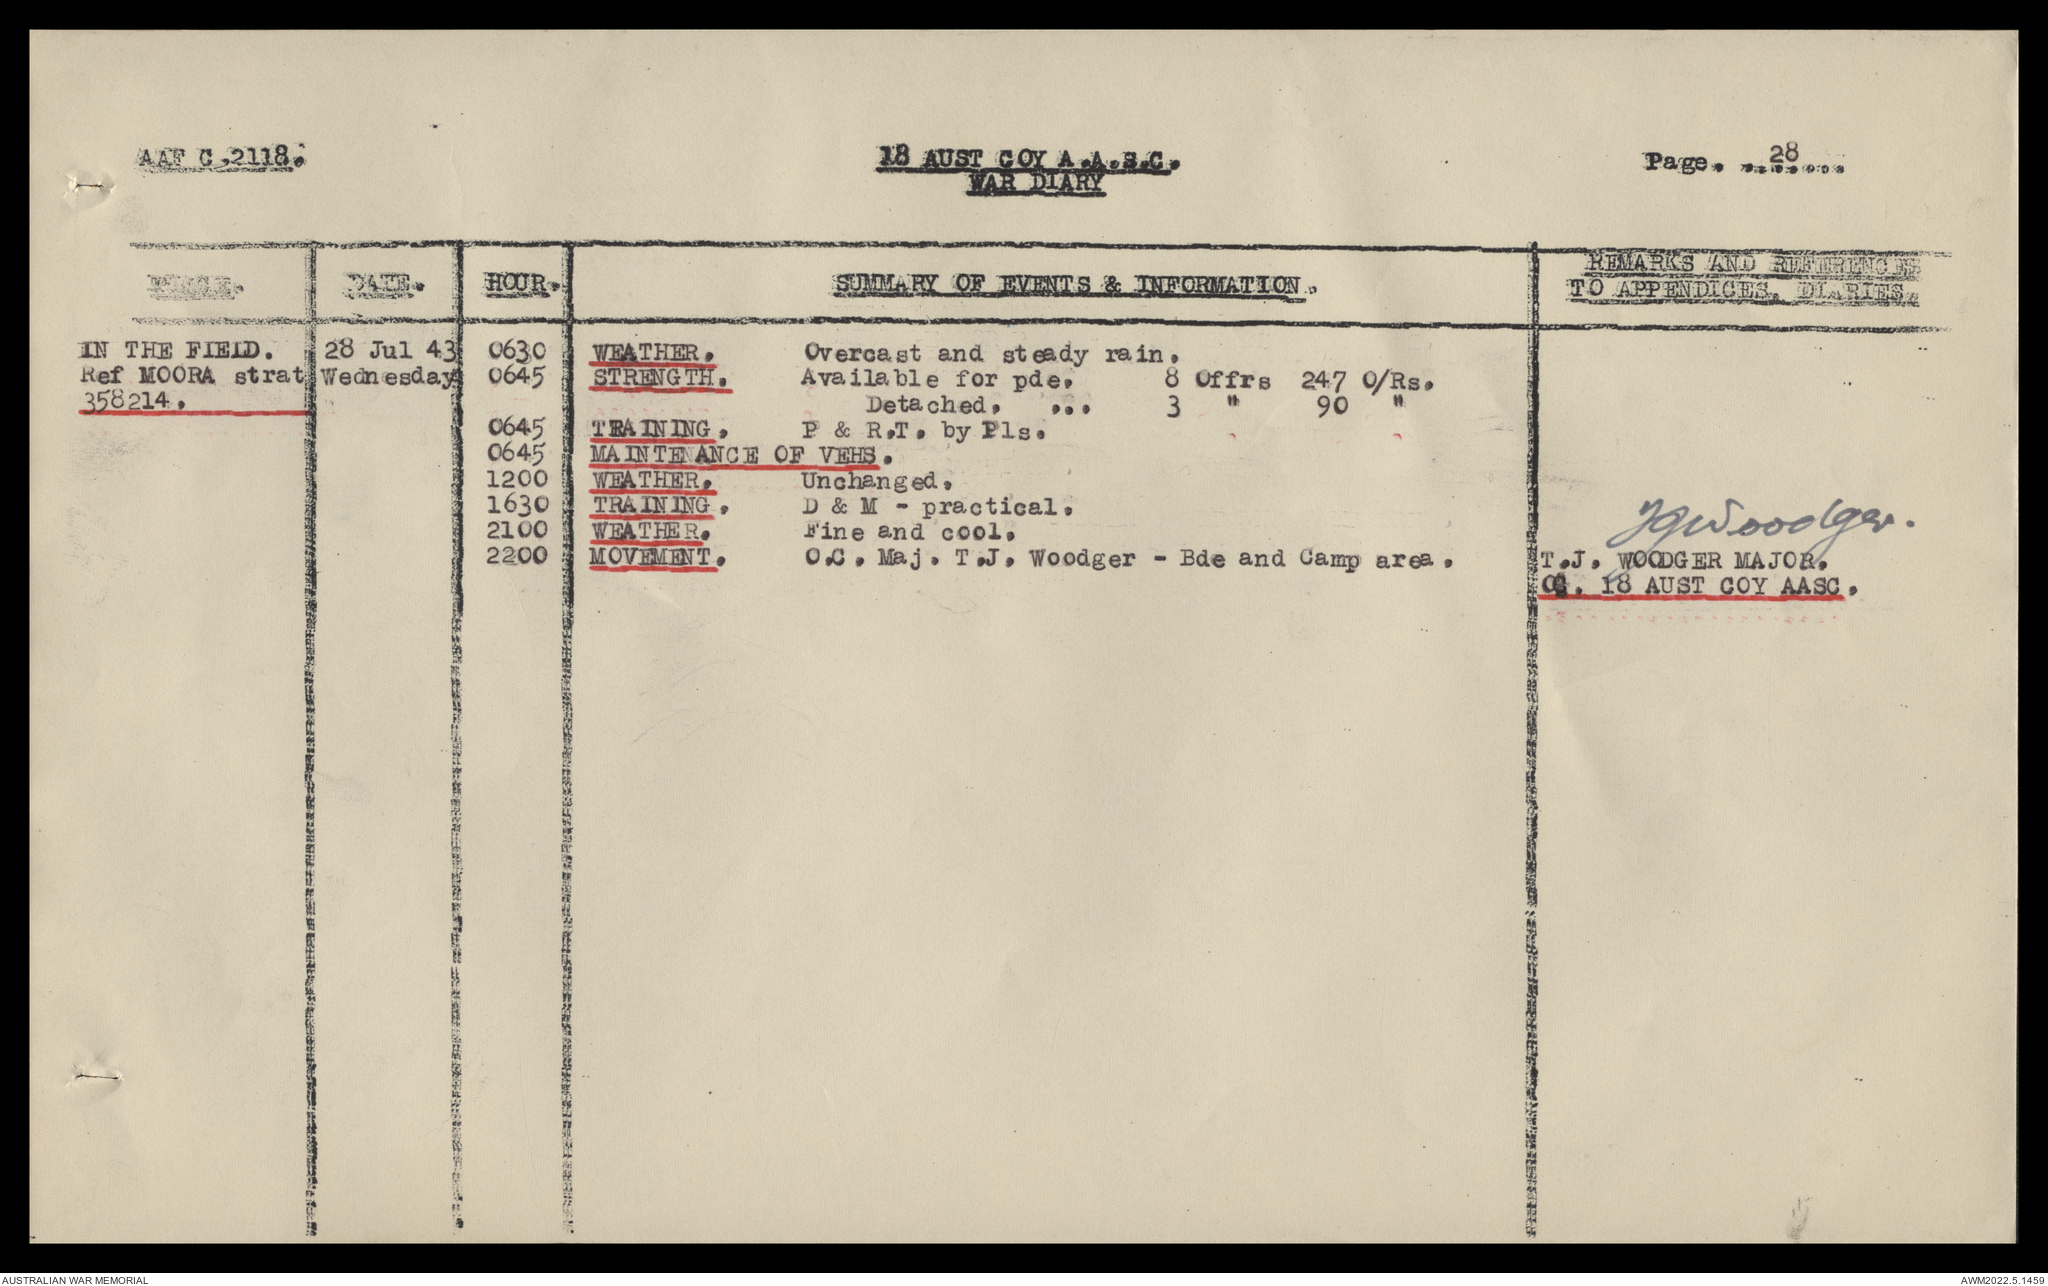 AAF C.2118.
18 AUST COY A.A.S.C.
WAR DIARY
Page. 28
PLACE.
DATE.
HOUR.
SUMMARY OF EVENTS & INFORMATION.
REMARKS AND REFERENCES
TO APPENDICES, DIARIES
IN THE FIELD. 28 Jul 43 0630 WEATHER. Overcast and steady rain.
Ref MOORA strat Wednesday 0645 STRENGTH. Available for pde. 8 Offrs 247 O/Rs.
358214. Detached. ... 3 " 90 "
0645 TRAINING. P & R.T. by Pls.
0645 MAINTENANCE OF VEHS.
1200 WEATHER. Unchanged.
1630 TRAINING. D & M - practical.
2100 WEATHER. Fine and cool.
2200 MOVEMENT. O.C. Maj. T.J. Woodger - Bde and Camp area.
TJWoodger.
T.J. WOODGER MAJOR.
OC. 18 AUST COY AASC.
AUSTRALIAN WAR MEMORIAL
AWM2022.5.1459